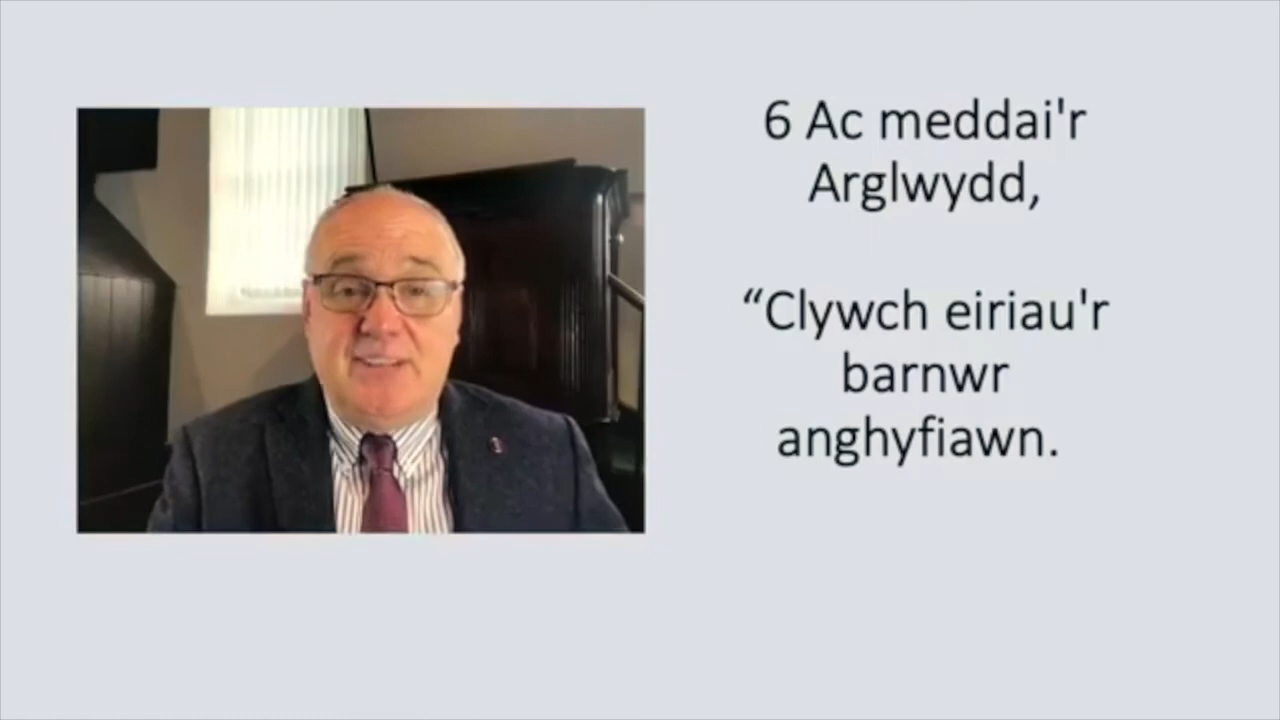 6 Ac meddai'r
Arglwydd,
“Clywch eiriau'r
barnwr
anghyfiawn.